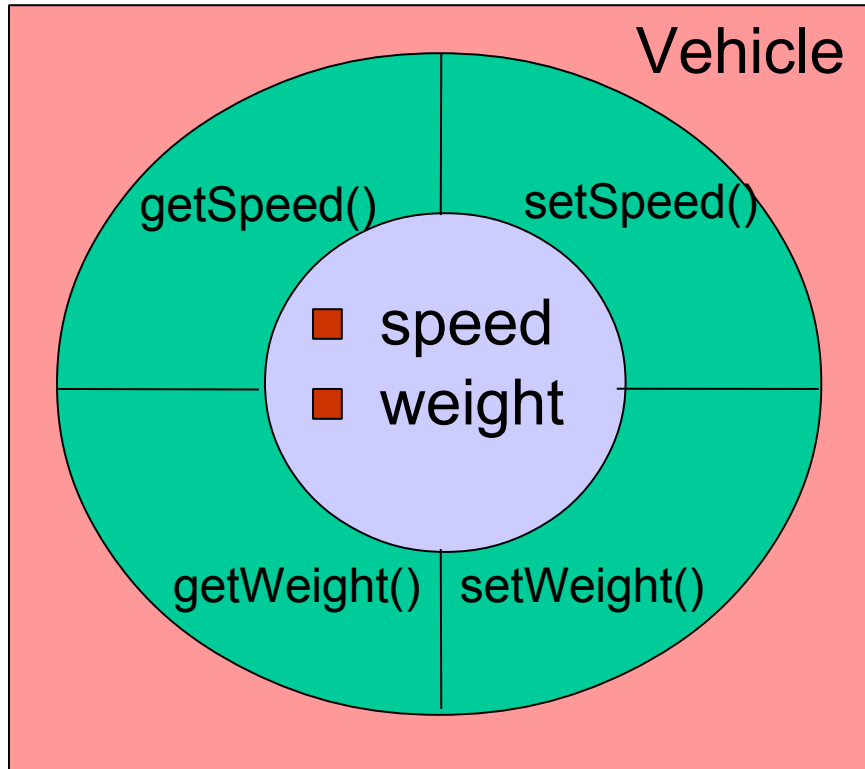 Vehicle
getSpeed()
setSpeed()
speed
weight
getWeight()
setWeight()